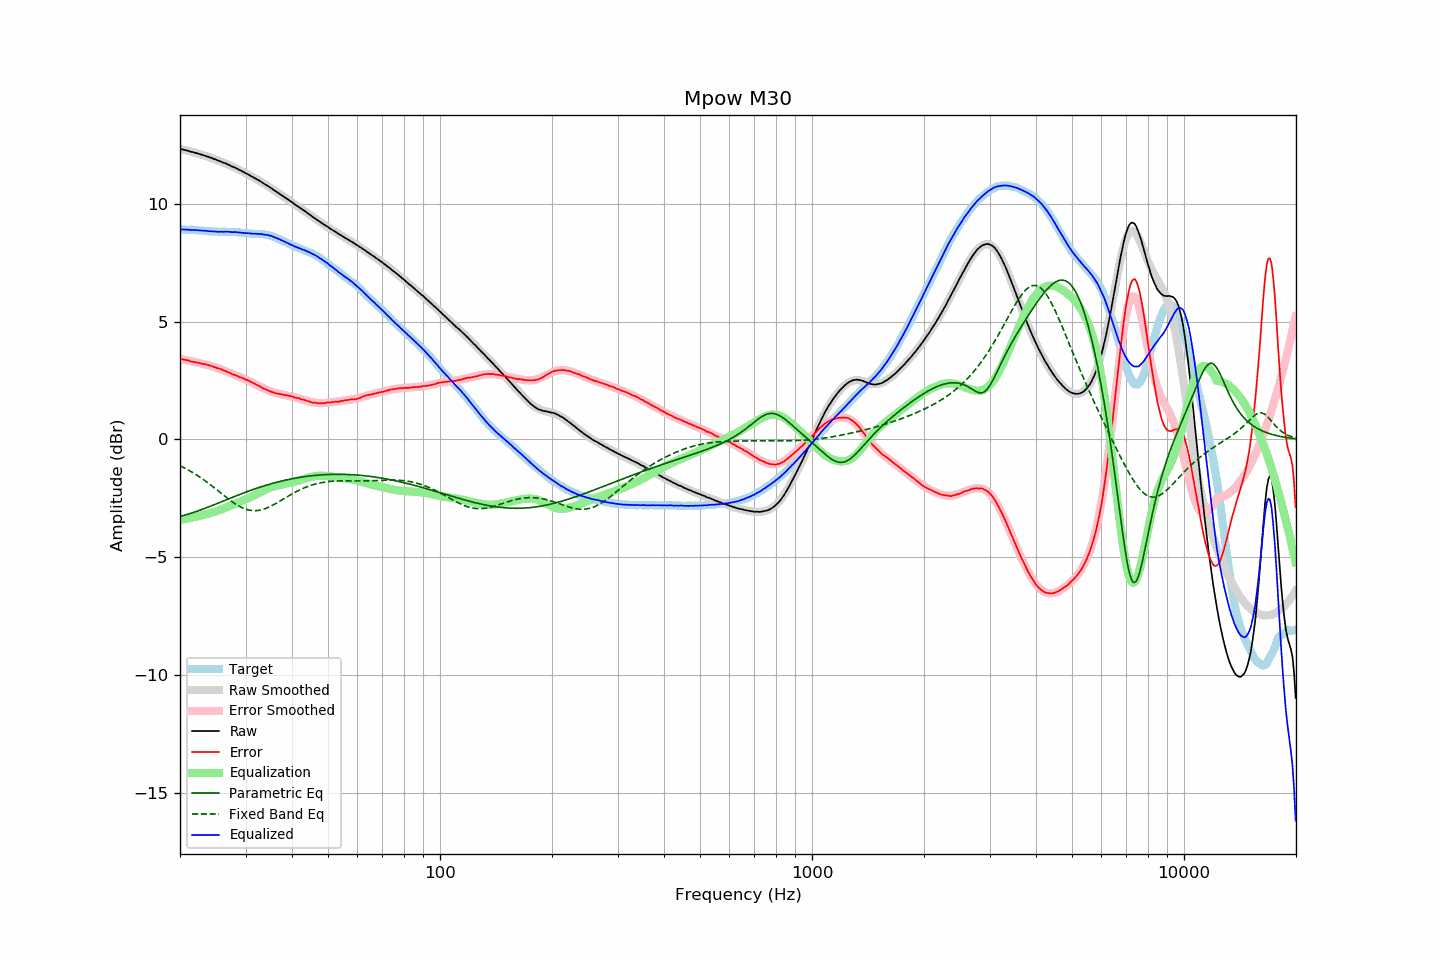 Mpow M30
Amplitude (dBr)
10
5
0
−5
−10
−15
Target
Raw Smoothed
Error Smoothed
Raw
Error
Equalization
Parametric Eq
Fixed Band Eq
Equalized
100
1000
10000
Frequency (Hz)